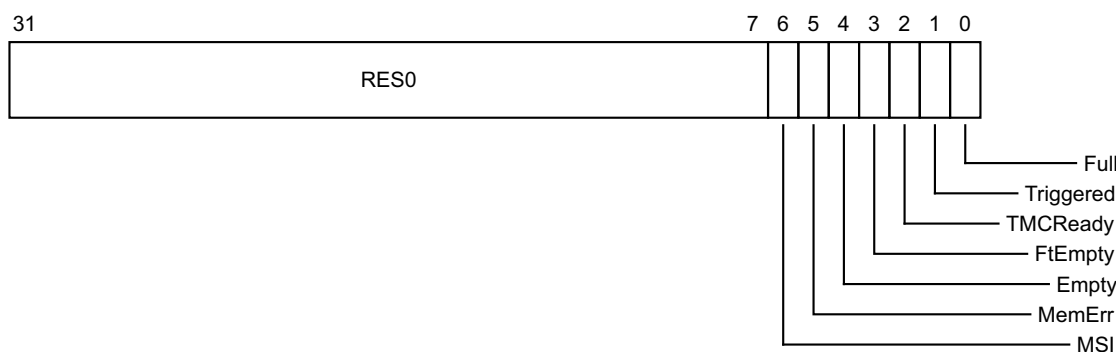 31 7 6 5 4 3 2 1 0
RES0
Full
Triggered
TMCReady
FtEmpty
Empty
MemErr
MSI